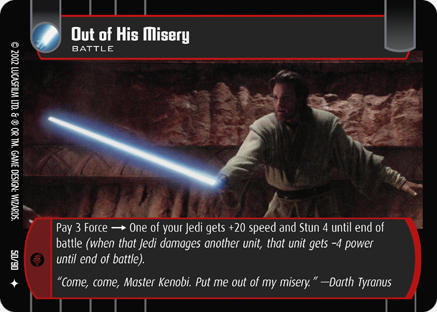 Out of His Misery
BATTLE
Pay 3 Force → One of your Jedi gets +20 speed and Stun 4 until end of
battle (when that Jedi damages another unit, that unit gets –4 power
until end of battle).
“Come, come, Master Kenobi. Put me out of my misery.” —Darth Tyranus
© 2002 LUCASFILM LTD. & ® OR TM. GAME DESIGN: WIZARDS
50/90